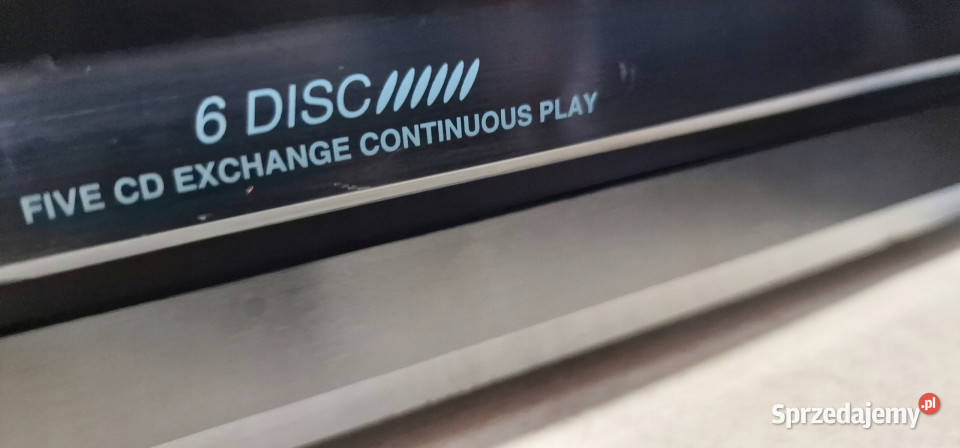 6 DISC
FIVE CD EXCHANGE CONTINUOUS PLAY
Sprzedajemy.pl